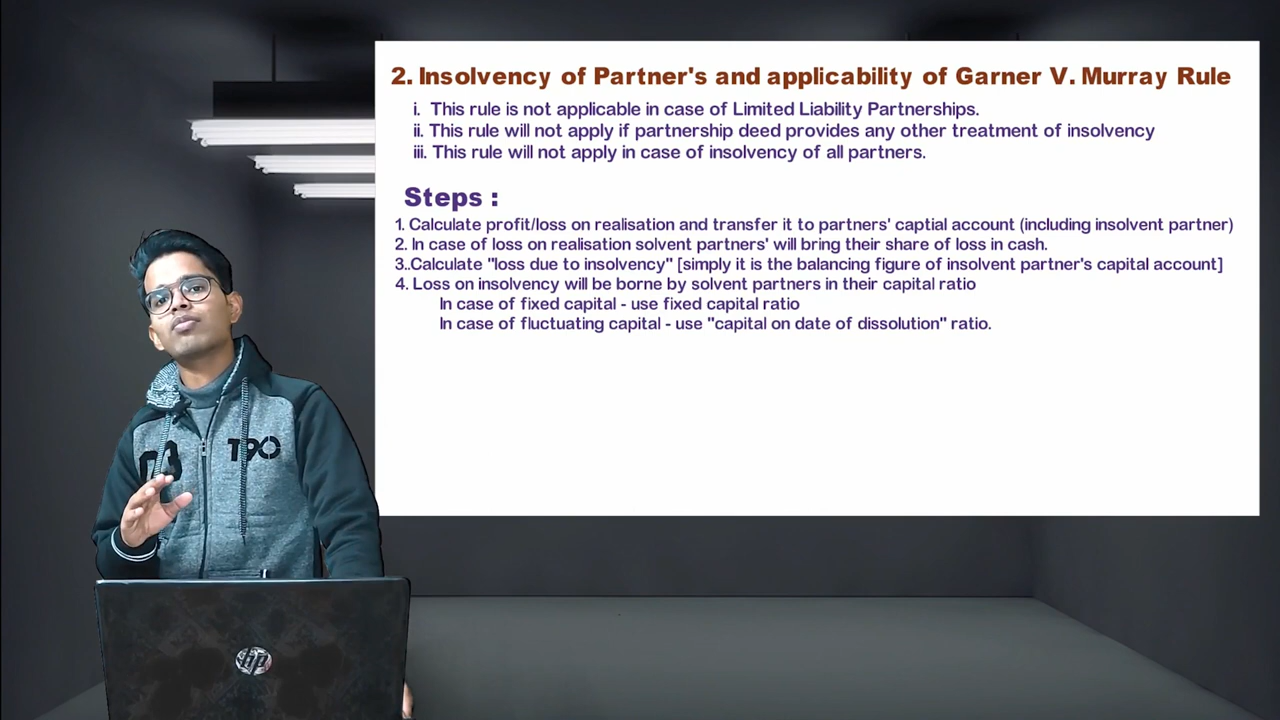 2. Insolvency of Partner's and applicability of Garner V. Murray Rule
i. This rule is not applicable in case of Limited Liability Partnerships.
ii. This rule will not apply if partnership deed provides any other treatment of insolvency
iii. This rule will not apply in case of insolvency of all partners.
Steps :
1. Calculate profit/loss on realisation and transfer it to partners' captial account (including insolvent partner)
2. In case of loss on realisation solvent partners' will bring their share of loss in cash.
3..Calculate "loss due to insolvency" [simply it is the balancing figure of insolvent partner's capital account]
4. Loss on insolvency will be borne by solvent partners in their capital ratio
In case of fixed capital - use fixed capital ratio
In case of fluctuating capital - use "capital on date of dissolution" ratio.
T90
hp